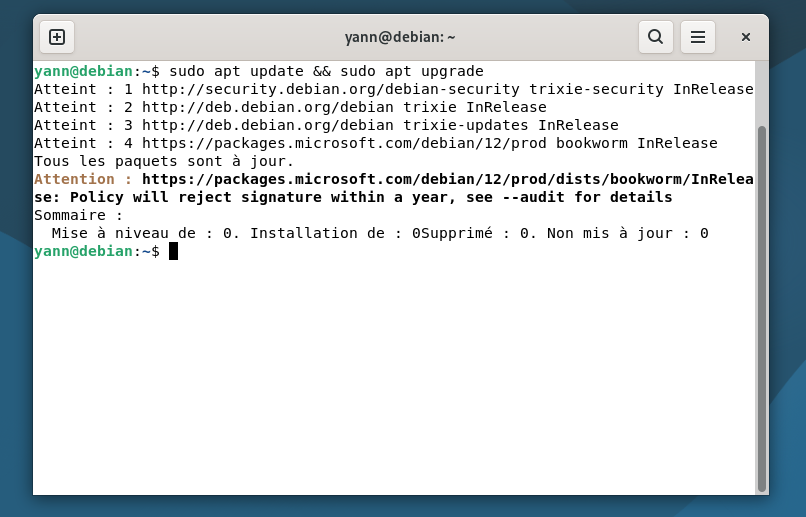 yann@debian: ~
yann@debian:~$ sudo apt update && sudo apt upgrade
Atteint : 1 http://security.debian.org/debian-security trixie-security InRelease
Atteint : 2 http://deb.debian.org/debian trixie InRelease
Atteint : 3 http://deb.debian.org/debian trixie-updates InRelease
Atteint : 4 https://packages.microsoft.com/debian/12/prod bookworm InRelease
Tous les paquets sont à jour.
Attention : https://packages.microsoft.com/debian/12/prod/dists/bookworm/InRelea
se: Policy will reject signature within a year, see --audit for details
Sommaire :
  Mise à niveau de : 0. Installation de : 0Supprimé : 0. Non mis à jour : 0
yann@debian:~$